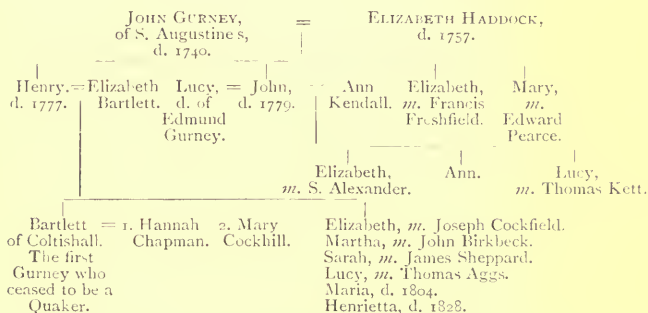 JOHN GURNEY, = ELIZABETH HADDOCK,
of S. Augustine's, d. 1757.
d. 1740.
Henry. = Elizabeth Lucy, = John, Ann Elizabeth, Mary,
d. 1777. Bartlett. d. of d. 1779. Kendall. m. Francis m.
Edmund Freshfield. Edward
Gurney. Pearce.
Elizabeth, Ann. Lucy,
m. S. Alexander. m. Thomas Kett.
Bartlett = 1. Hannah 2. Mary Elizabeth, m. Joseph Cockfield.
of Coltishall. Chapman. Cockhill. Martha, m. John Birkbeck.
The first Sarah, m. James Sheppard.
Gurney who Lucy, m. Thomas Aggs.
ceased to be a Maria, d. 1804.
Quaker. Henrietta, d. 1828.